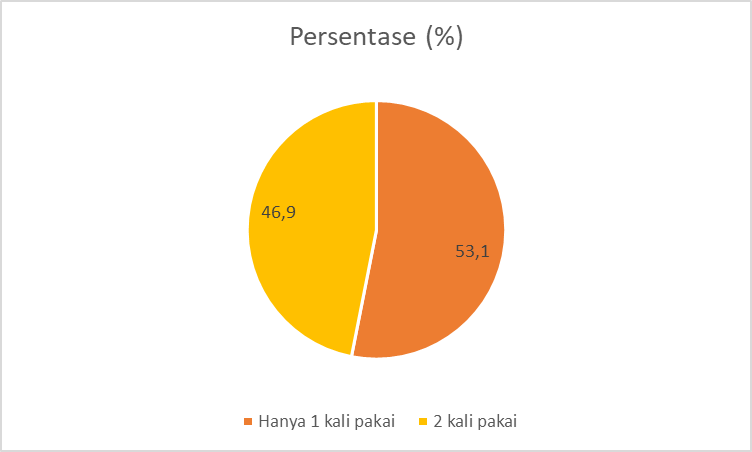 Persentase (%)
46,9
53,1
Hanya 1 kali pakai
2 kali pakai